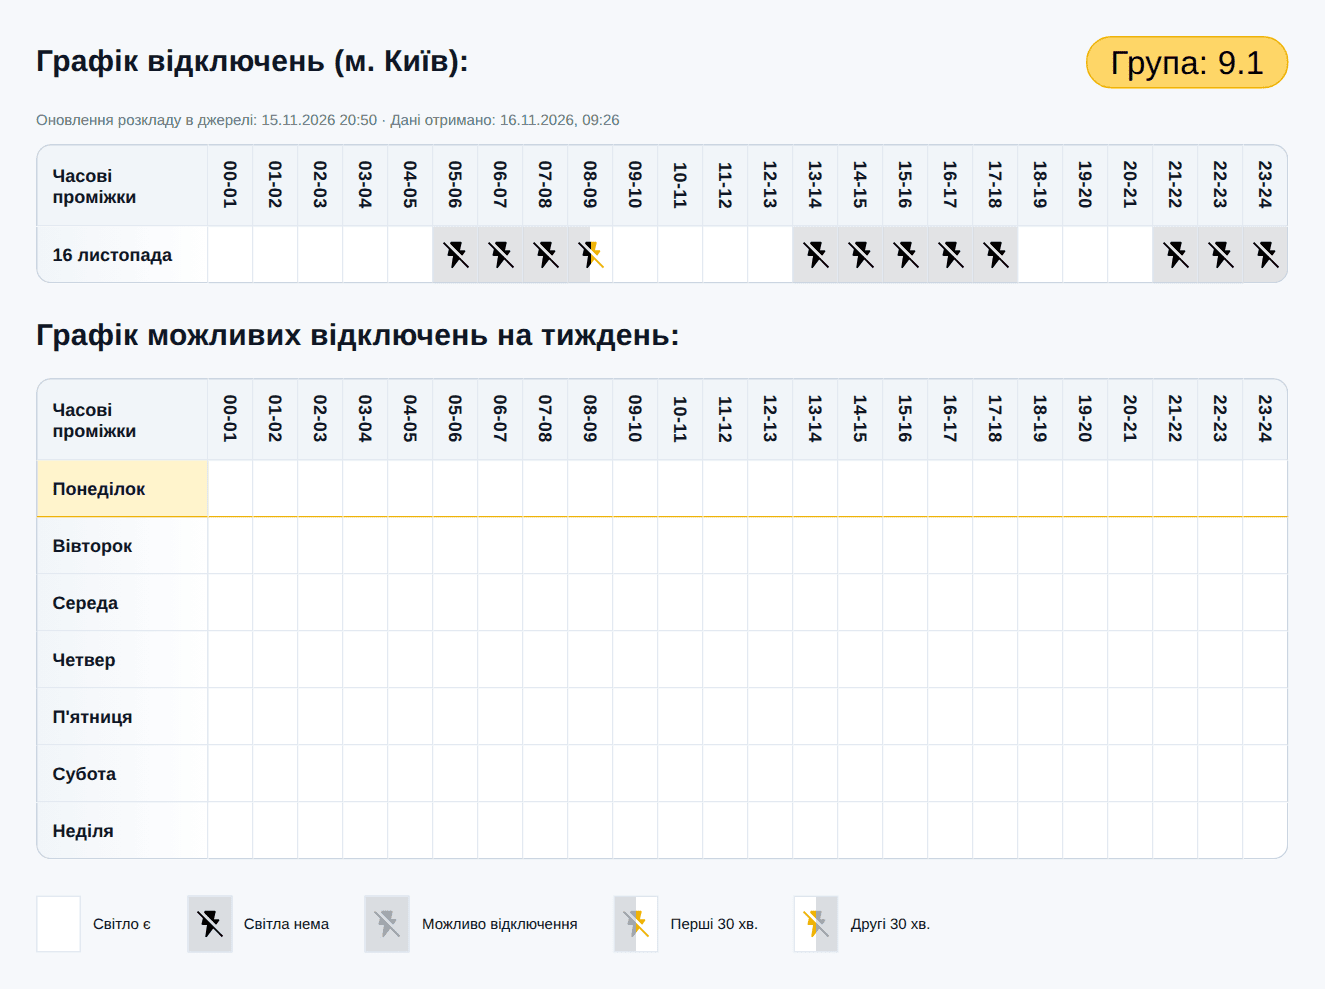 Графік відключень (м. Київ):
Група: 9.1
Оновлення розкладу в джерелі: 15.11.2026 20:50 · Дані отримано: 16.11.2026, 09:26
Часові проміжки 00-01 01-02 02-03 03-04 04-05 05-06 06-07 07-08 08-09 09-10 10-11 11-12 12-13 13-14 14-15 15-16 16-17 17-18 18-19 19-20 20-21 21-22 22-23 23-24
16 листопада
Графік можливих відключень на тиждень:
Часові проміжки 00-01 01-02 02-03 03-04 04-05 05-06 06-07 07-08 08-09 09-10 10-11 11-12 12-13 13-14 14-15 15-16 16-17 17-18 18-19 19-20 20-21 21-22 22-23 23-24
Понеділок
Вівторок
Середа
Четвер
П'ятниця
Субота
Неділя
Світло є Світла нема Можливо відключення Перші 30 хв. Другі 30 хв.